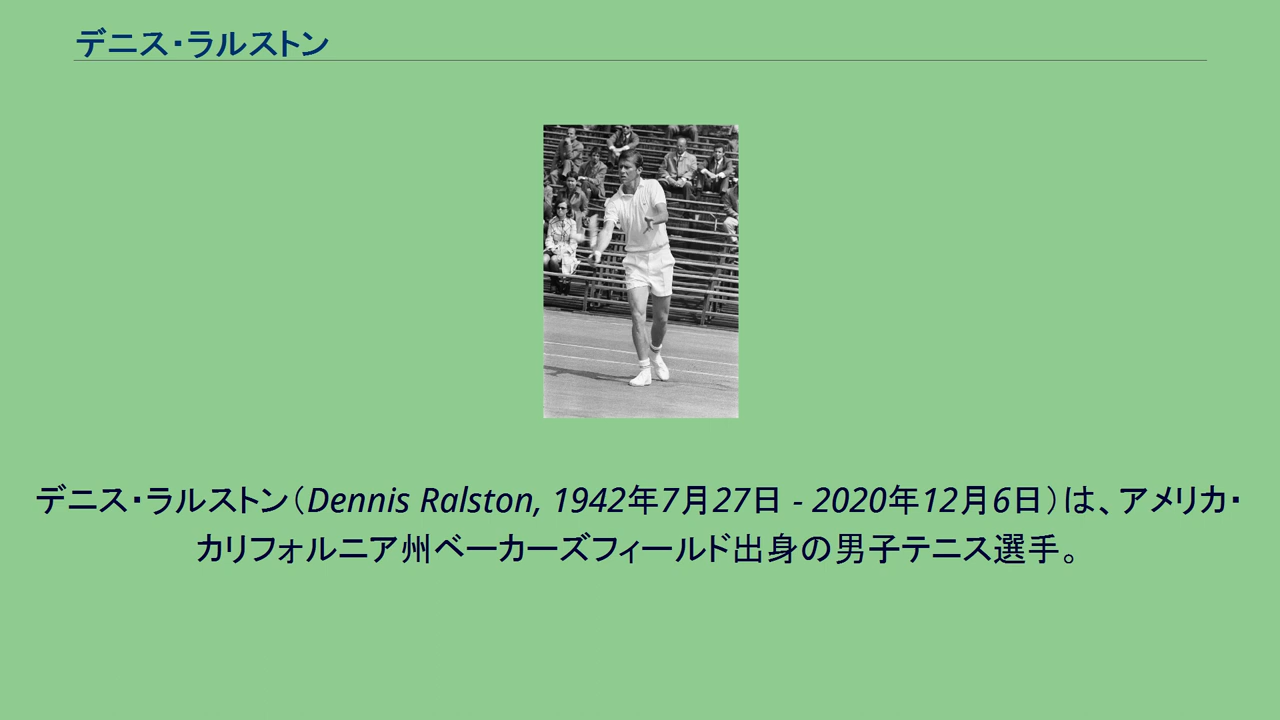 デニス・ラルストン
デニス・ラルストン（Dennis Ralston, 1942年7月27日 - 2020年12月6日）は、アメリカ・
カリフォルニア州ベーカーズフィールド出身の男子テニス選手。